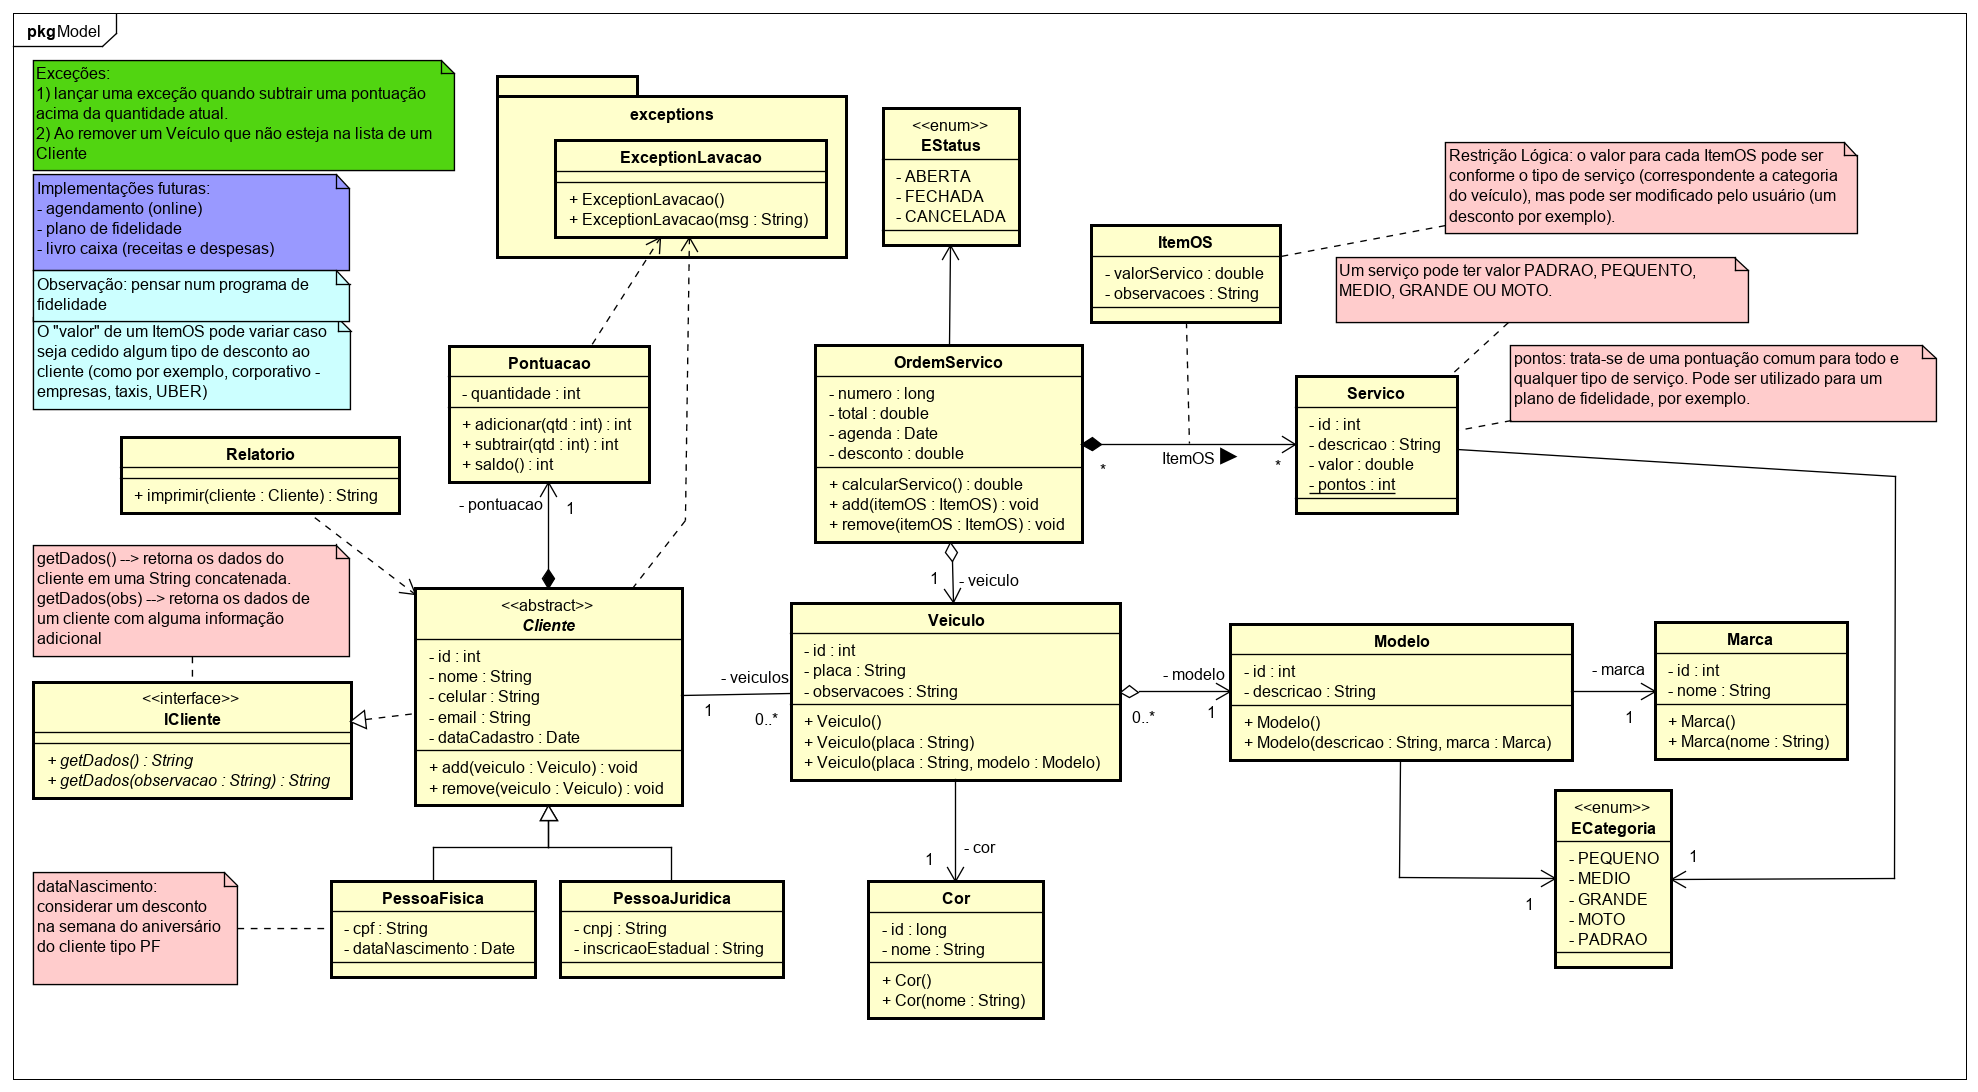 pkg Model
Exceções:
1) lançar uma exceção quando subtrair uma pontuação
acima da quantidade atual.
2) Ao remover um Veículo que não esteja na lista de um
Cliente
Implementações futuras:
- agendamento (online)
- plano de fidelidade
- livro caixa (receitas e despesas)
Observação: pensar num programa de
fidelidade
O "valor" de um ItemOS pode variar caso
seja cedido algum tipo de desconto ao
cliente (como por exemplo, corporativo -
empresas, taxis, UBER)
exceptions
ExceptionLavacao
+ ExceptionLavacao()
+ ExceptionLavacao(msg : String)
<<enum>>
EStatus
- ABERTA
- FECHADA
- CANCELADA
ItemOS
- valorServico : double
- observacoes : String
Restrição Lógica: o valor para cada ItemOS pode ser
conforme o tipo de serviço (correspondente a categoria
do veículo), mas pode ser modificado pelo usuário (um
desconto por exemplo).
Um serviço pode ter valor PADRAO, PEQUENTO,
MEDIO, GRANDE OU MOTO.
pontos: trata-se de uma pontuação comum para todo e
qualquer tipo de serviço. Pode ser utilizado para um
plano de fidelidade, por exemplo.
Pontuacao
- quantidade : int
+ adicionar(qtd : int) : int
+ subtrair(qtd : int) : int
+ saldo() : int
- pontuacao
1
OrdemServico
- numero : long
- total : double
- agenda : Date
- desconto : double
+ calcularServico() : double
+ add(itemOS : ItemOS) : void
+ remove(itemOS : ItemOS) : void
*
ItemOS
*
Servico
- id : int
- descricao : String
- valor : double
- pontos : int
Relatorio
+ imprimir(cliente : Cliente) : String
getDados() --> retorna os dados do
cliente em uma String concatenada.
getDados(obs) --> retorna os dados de
um cliente com alguma informação
adicional
<<interface>>
ICliente
+ getDados() : String
+ getDados(observacao : String) : String
<<abstract>>
Cliente
- id : int
- nome : String
- celular : String
- email : String
- dataCadastro : Date
+ add(veiculo : Veiculo) : void
+ remove(veiculo : Veiculo) : void
- veiculos
1
0..*
1
- veiculo
Veiculo
- id : int
- placa : String
- observacoes : String
+ Veiculo()
+ Veiculo(placa : String)
+ Veiculo(placa : String, modelo : Modelo)
- modelo
0..*
1
Modelo
- id : int
- descricao : String
+ Modelo()
+ Modelo(descricao : String, marca : Marca)
- marca
1
Marca
- id : int
- nome : String
+ Marca()
+ Marca(nome : String)
<<enum>>
ECategoria
- PEQUENO
- MEDIO
- GRANDE
- MOTO
- PADRAO
1
1
dataNascimento:
considerar um desconto
na semana do aniversário
do cliente tipo PF
PessoaFisica
- cpf : String
- dataNascimento : Date
PessoaJuridica
- cnpj : String
- inscricaoEstadual : String
1
- cor
Cor
- id : long
- nome : String
+ Cor()
+ Cor(nome : String)